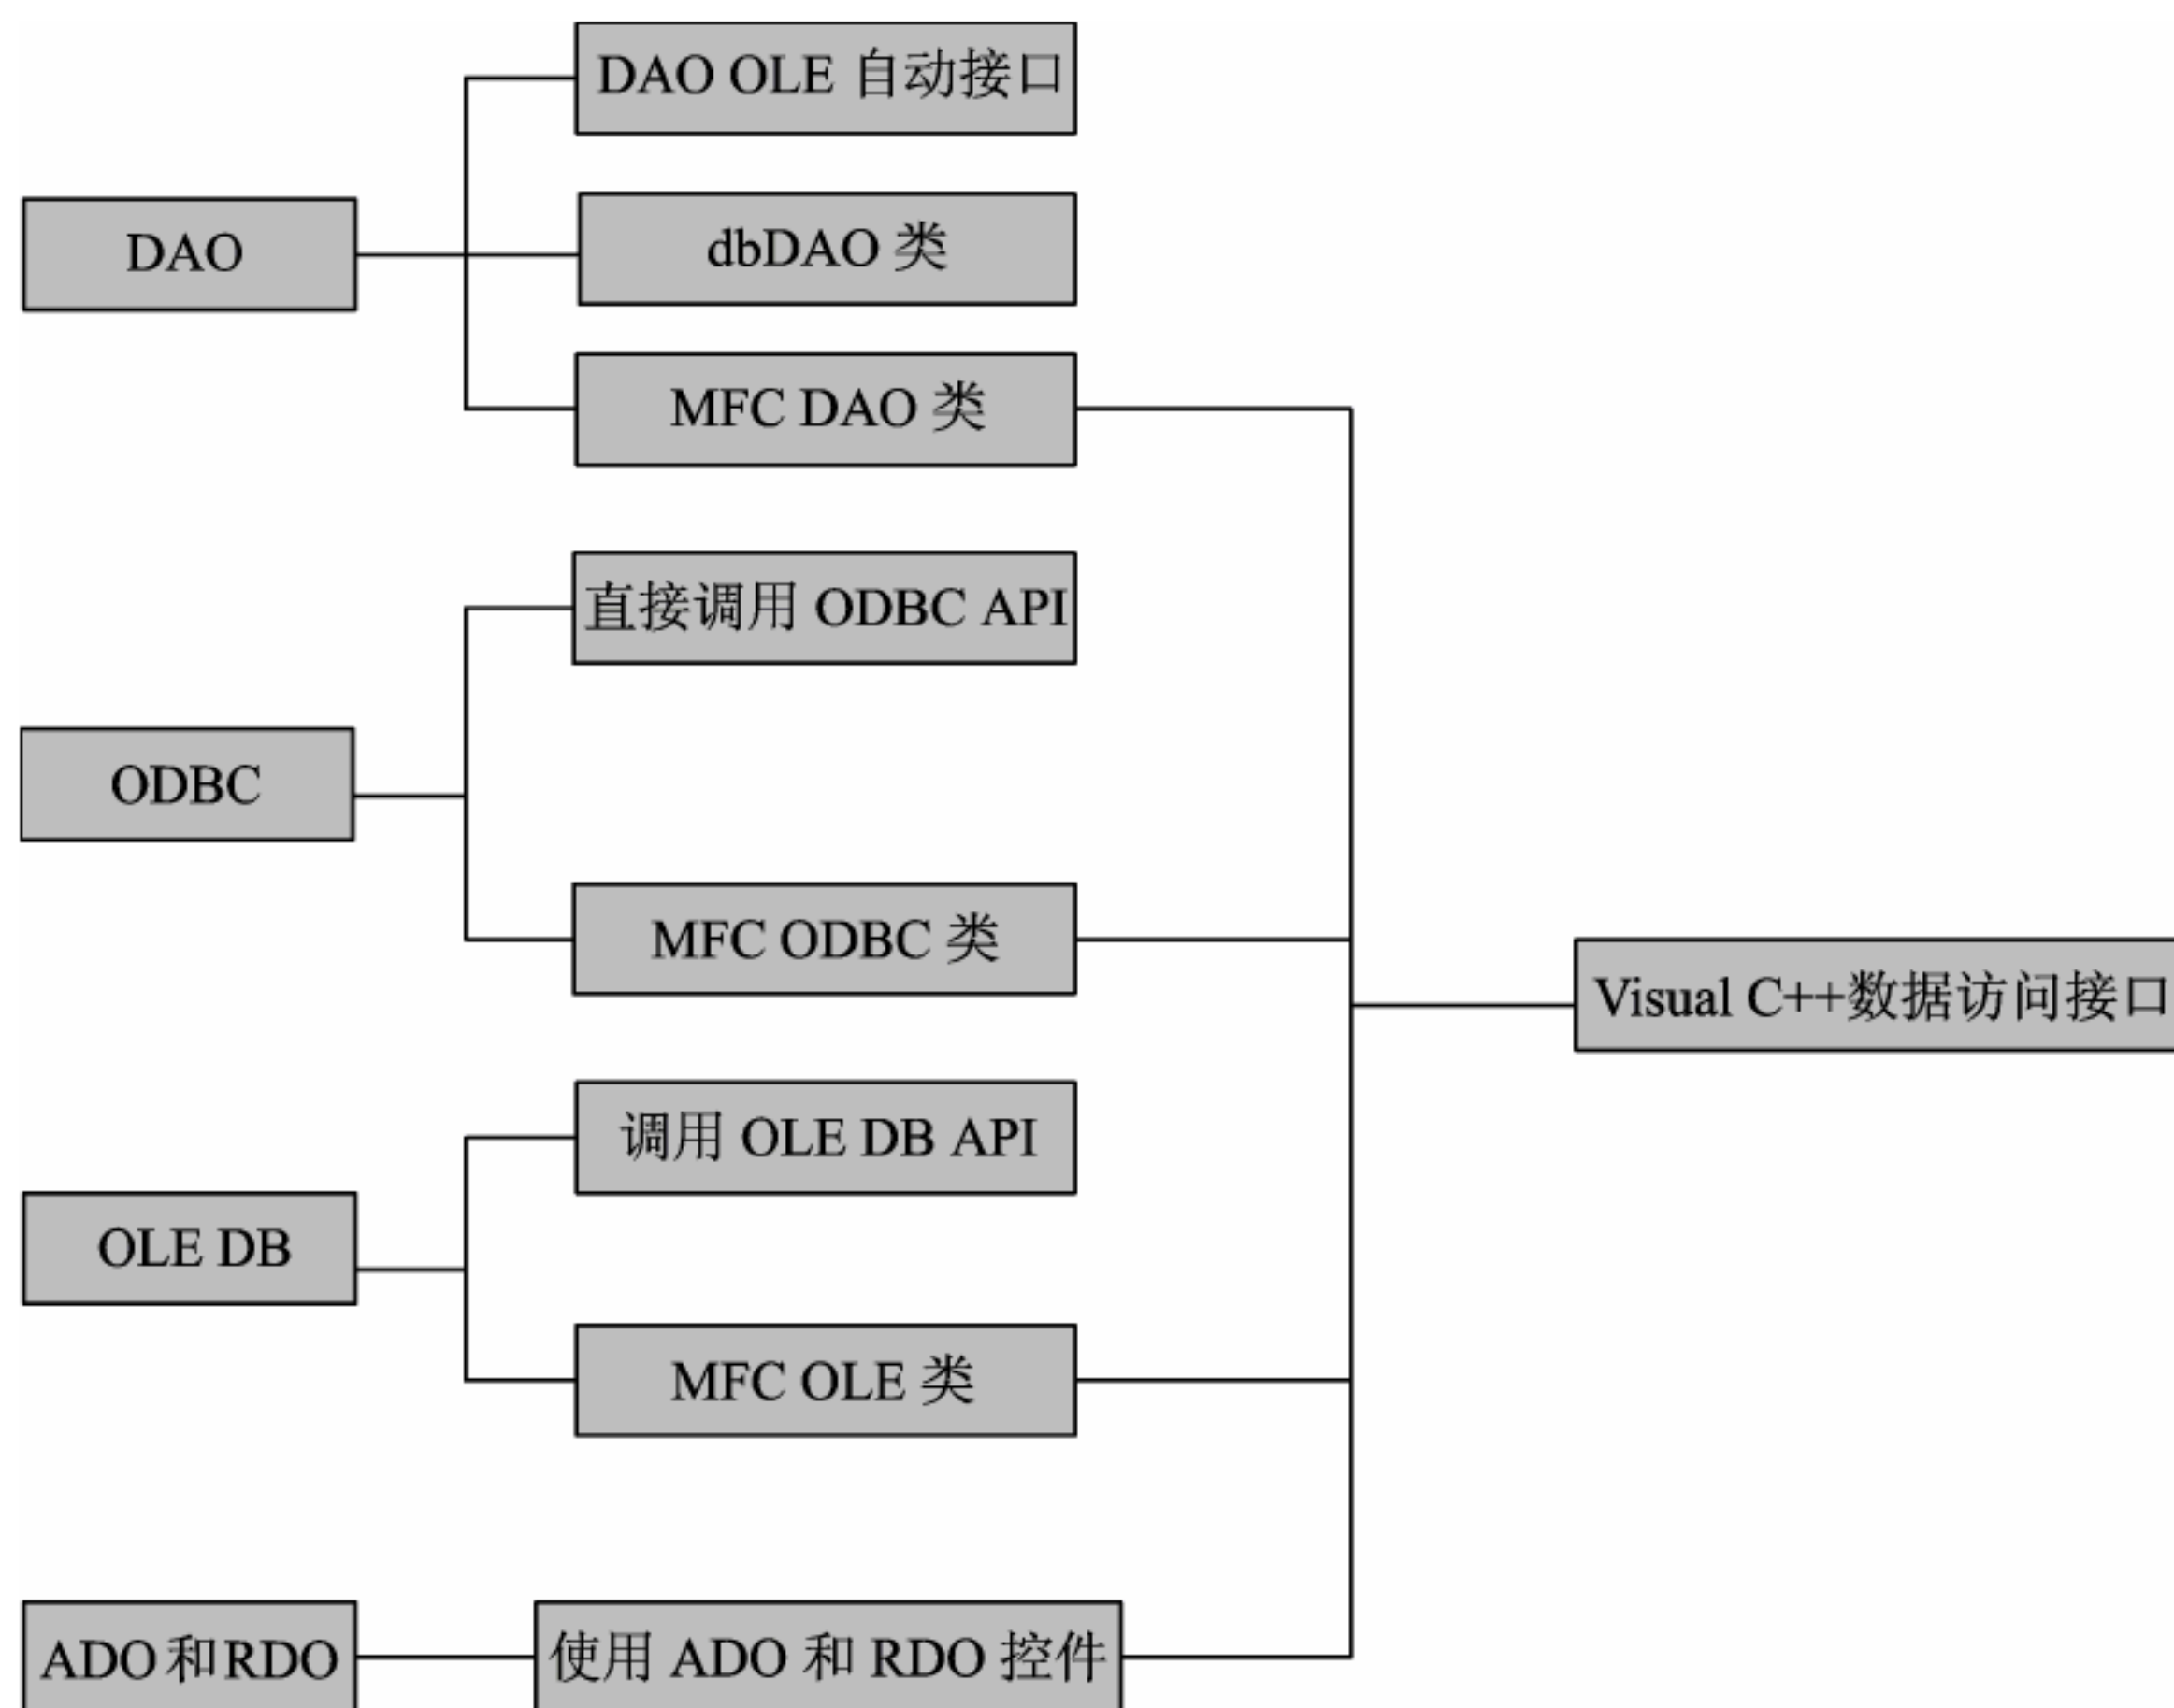 DAO OLE 自动接口
DAO
dbDAO 类
MFC DAO 类
直接调用 ODBC API
ODBC
MFC ODBC 类
Visual C++数据访问接口
调用 OLE DB API
OLE DB
MFC OLE 类
ADO和RDO
使用 ADO 和 RDO 控件